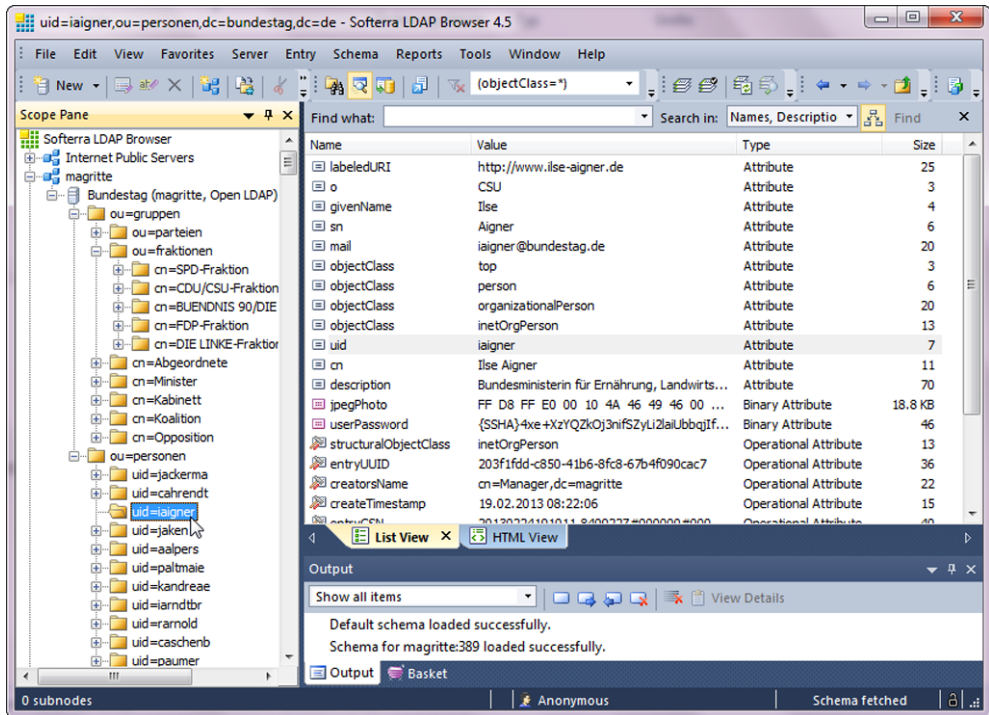 uid=iaigner,ou=personen,dc=bundestag,dc=de - Softerra LDAP Browser 4.5
File Edit View Favorites Server Entry Schema Reports Tools Window Help
New (objectClass=*)
Scope Pane
Softerra LDAP Browser
Internet Public Servers
magritte
Bundestag (magritte, Open LDAP)
ou=gruppen
ou=parteien
ou=fraktionen
cn=SPD-Fraktion
cn=CDU/CSU-Fraktion
cn=BUENDNIS 90/DIE
cn=FDP-Fraktion
cn=DIE LINKE-Fraktion
cn=Abgeordnete
cn=Minister
cn=Kabinett
cn=Koalition
cn=Opposition
ou=personen
uid=jackerma
uid=cahrendt
uid=iaigner
uid=jaken
uid=aalpers
uid=paltmaie
uid=kandreae
uid=iarndtbr
uid=rarnold
uid=caschenb
uid=paumer
Find what: Search in: Names, Descriptio Find
Name Value Type Size
labeledURI http://www.ilse-aigner.de Attribute 25
o CSU Attribute 3
givenName Ilse Attribute 4
sn Aigner Attribute 6
mail iaigner@bundestag.de Attribute 20
objectClass top Attribute 3
objectClass person Attribute 6
objectClass organizationalPerson Attribute 20
objectClass inetOrgPerson Attribute 13
uid iaigner Attribute 7
cn Ilse Aigner Attribute 11
description Bundesministerin für Ernährung, Landwirts... Attribute 70
jpegPhoto FF D8 FF E0 00 10 4A 46 49 46 00 ... Binary Attribute 18.8 KB
userPassword {SSHA}4xe+XzYQZkOj3nifSZyLi2laiUbbqjIf... Binary Attribute 46
structuralObjectClass inetOrgPerson Operational Attribute 13
entryUUID 203f1fdd-c850-41b6-8fc8-67b4f090cac7 Operational Attribute 36
creatorsName cn=Manager,dc=magritte Operational Attribute 22
createTimestamp 19.02.2013 08:22:06 Operational Attribute 15
entryCSN Operational Attribute 40
List View HTML View
Output
Show all items View Details
Default schema loaded successfully.
Schema for magritte:389 loaded successfully.
Output Basket
0 subnodes Anonymous Schema fetched